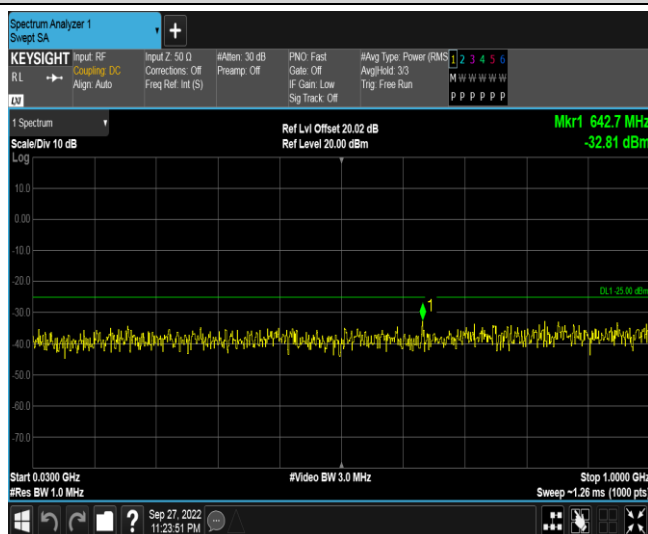 Spectrum Analyzer 1
Swept SA
+
KEYSIGHT Input: RF Input Z: 50 Ω #Atten: 30 dB PNO: Fast #Avg Type: Power (RMS 1 2 3 4 5 6
RL Coupling: DC Corrections: Off Preamp: Off Gate: Off Avg|Hold: 3/3 M W W W W W
Align: Auto Freq Ref: Int (S) IF Gain: Low Trig: Free Run
LXI Sig Track: Off P P P P P P
1 Spectrum Ref Lvl Offset 20.02 dB Mkr1 642.7 MHz
Scale/Div 10 dB Ref Level 20.00 dBm -32.81 dBm
Log
10.0
0.00
-10.0
-20.0
DL1 -25.00 dBm
1
-30.0
-40.0
-50.0
-60.0
-70.0
Start 0.0300 GHz #Video BW 3.0 MHz Stop 1.0000 GHz
#Res BW 1.0 MHz Sweep ~1.26 ms (1000 pts)
? Sep 27, 2022
11:23:51 PM